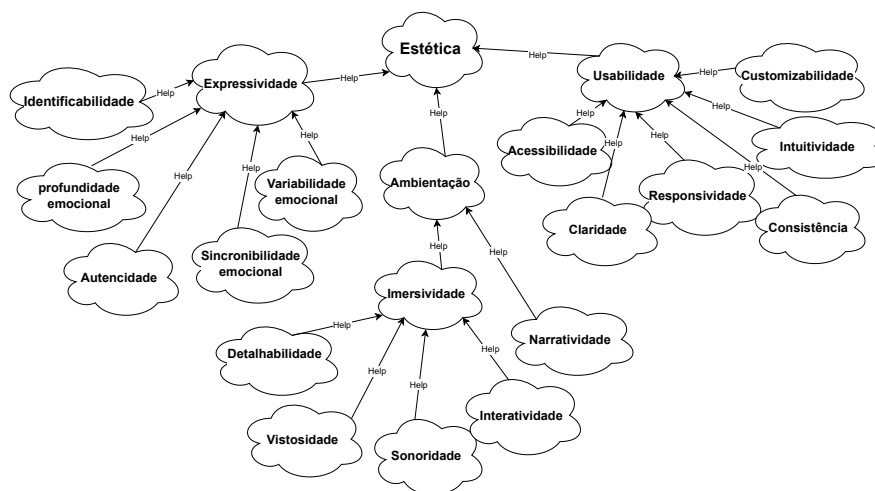 Estética
Help
Expressividade
Help
Usabilidade
Help
Customizabilidade
Identificabilidade
Help
Help
Help
Acessibilidade
Help
Help
Help
Intuitividade
Help
profundidade
emocional
Help
Help
Help
Variabilidade
emocional
Ambientação
Responsividade
Help
Claridade
Consistência
Autencidade
Sincronibilidade
emocional
Help
Help
Imersividade
Help
Detalhabilidade
Help
Help
Help
Narratividade
Help
Vistosidade
Sonoridade
Interatividade